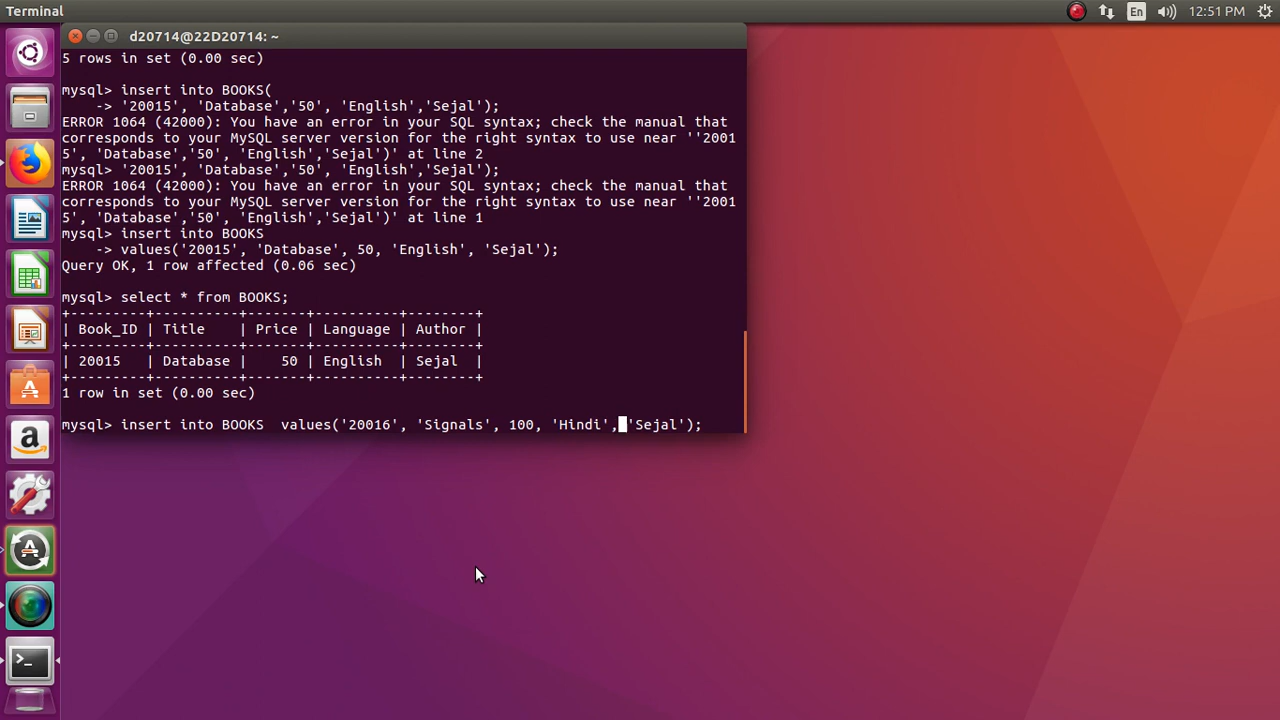 Terminal
En
12:51 PM
d20714@22D20714: ~
5 rows in set (0.00 sec)
mysql> insert into BOOKS(
    -> '20015', 'Database','50', 'English','Sejal');
ERROR 1064 (42000): You have an error in your SQL syntax; check the manual that
corresponds to your MySQL server version for the right syntax to use near ''2001
5', 'Database','50', 'English','Sejal')' at line 2
mysql> '20015', 'Database','50', 'English','Sejal');
ERROR 1064 (42000): You have an error in your SQL syntax; check the manual that
corresponds to your MySQL server version for the right syntax to use near ''2001
5', 'Database','50', 'English','Sejal')' at line 1
mysql> insert into BOOKS
    -> values('20015', 'Database', 50, 'English', 'Sejal');
Query OK, 1 row affected (0.06 sec)
mysql> select * from BOOKS;
+---------+----------+-------+----------+--------+
| Book_ID | Title    | Price | Language | Author |
+---------+----------+-------+----------+--------+
| 20015   | Database |    50 | English  | Sejal  |
+---------+----------+-------+----------+--------+
1 row in set (0.00 sec)
mysql> insert into BOOKS  values('20016', 'Signals', 100, 'Hindi', 'Sejal');